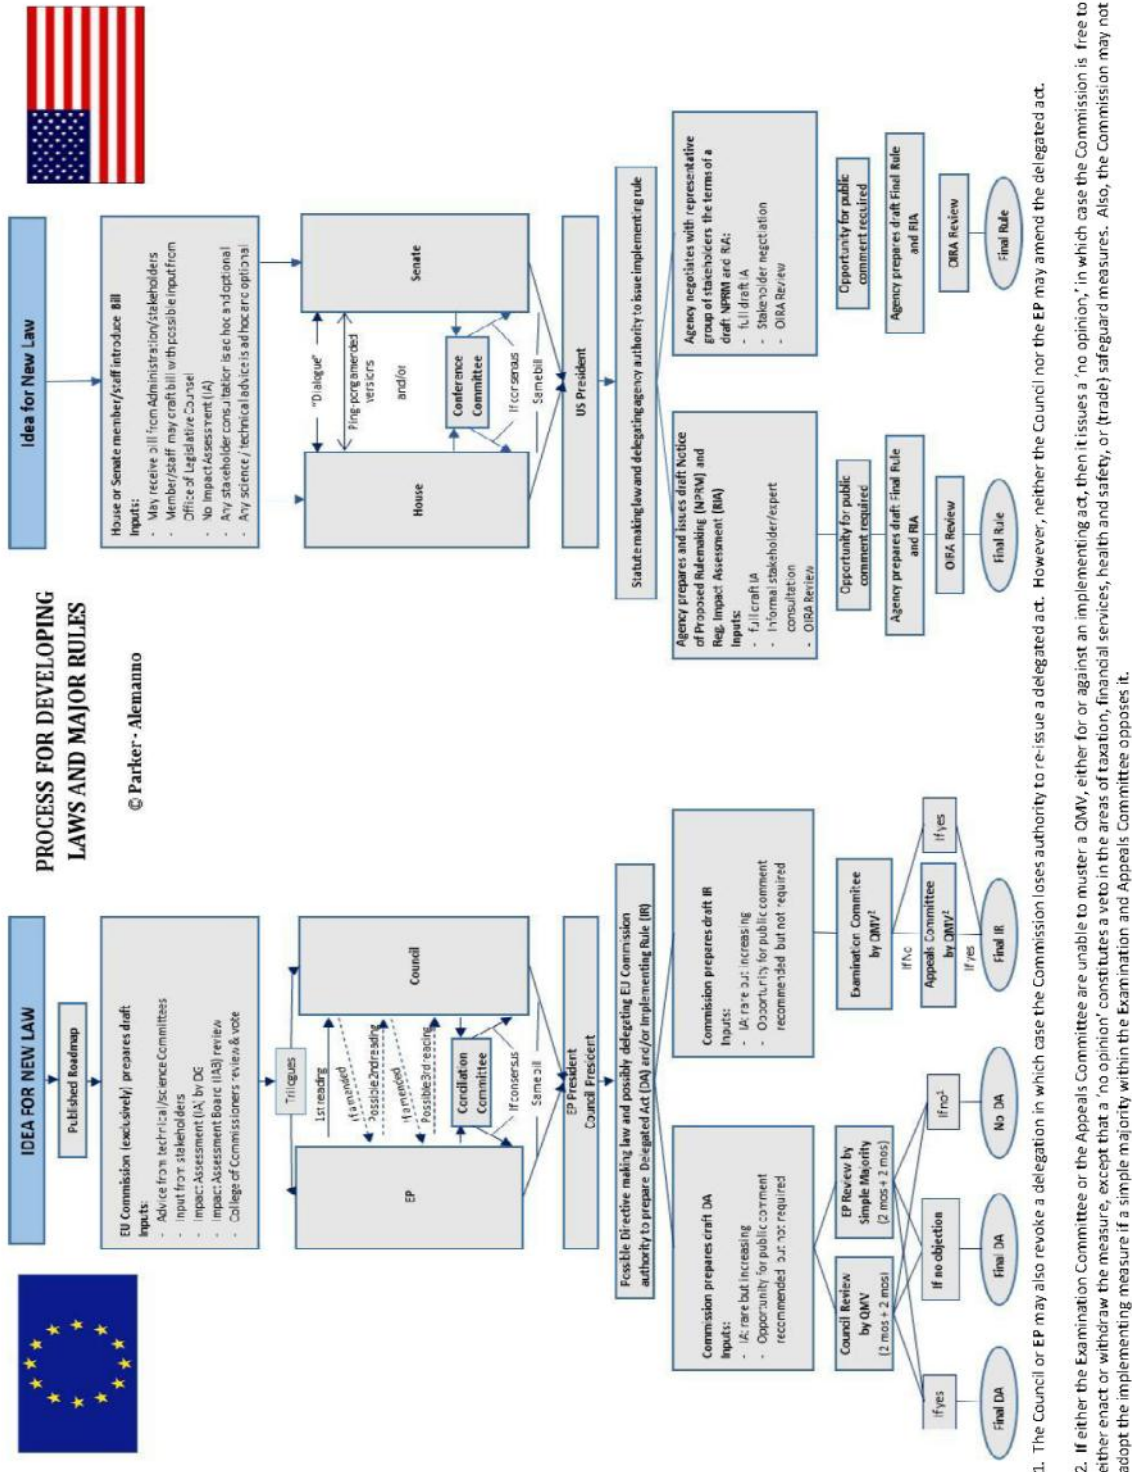 PROCESS FOR DEVELOPING
LAWS AND MAJOR RULES
© Parker - Alemanno
IDEA FOR NEW LAW
Published Roadmap
EU Commission (exclusively) prepares draft
Inputs:
- Advice from technical/science Committees
- Input from stakeholders
- Impact Assessment (IA) by DG
- Impact Assessment Board (IAB) review
- College of Commissioners review & vote
Trilogues
EP
Council
1st reading
If amended
Possible 2nd reading
If amended
Possible 3rd reading
Conciliation
Committee
If consensus
Same bill
EP President
Council President
Possible Directive making law and possibly delegating EU Commission
authority to prepare Delegated Act (DA) and/or Implementing Rule (IR)
Commission prepares draft DA
Inputs:
- IA: rare but increasing
- Opportunity for public comment
recommended but not required
Council Review
by QMV
(2 mos + 2 mos)
EP Review by
Simple Majority
(2 mos + 2 mos)
If yes
If no objection
If no¹
Final DA
Final DA
No DA
Commission prepares draft IR
Inputs:
- IA: rare but increasing
- Opportunity for public comment
recommended but not required
Examination Commitee
by QMV²
If No
If yes
Appeals Committee
by QMV²
If yes
Final IR
Idea for New Law
House or Senate member/staff introduce Bill
Inputs:
- May receive bill from Administration/stakeholders
- Member/staff may draft bill with possible input from
Office of Legislative Counsel
- No Impact Assessment (IA)
- Any stakeholder consultation is ad hoc and optional
- Any science / technical advice is ad hoc and optional
House
Senate
"Dialogue"
Ping-pong amended
versions
and/or
Conference
Committee
If consensus
Same bill
US President
Statute making law and delegating agency authority to issue implementing rule
Agency prepares and issues draft Notice
of Proposed Rulemaking (NPRM) and
Reg. Impact Assessment (RIA)
Inputs:
- full draft IA
- Informal stakeholder/expert
consultation
- OIRA Review
Opportunity for public
comment required
Agency prepares draft Final Rule
and RIA
OIRA Review
Final Rule
Agency negotiates with representative
group of stakeholders the terms of a
draft NPRM and RIA:
- full draft IA
- Stakeholder negotiation
- OIRA Review
Opportunity for public
comment required
Agency prepares draft Final Rule
and RIA
OIRA Review
Final Rule
1. The Council or EP may also revoke a delegation in which case the Commission loses authority to re-issue a delegated act. However, neither the Council nor the EP may amend the delegated act.
2. If either the Examination Committee or the Appeals Committee are unable to muster a QMV, either for or against an implementing act, then it issues a 'no opinion,' in which case the Commission is free to
either enact or withdraw the measure, except that a 'no opinion' constitutes a veto in the areas of taxation, financial services, health and safety, or (trade) safeguard measures. Also, the Commission may not
adopt the implementing measure if a simple majority within the Examination and Appeals Committee opposes it.